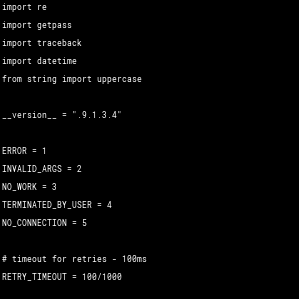 import re
import getpass
import traceback
import datetime
from string import uppercase
__version__ = ".9.1.3.4"
ERROR = 1
INVALID_ARGS = 2
NO_WORK = 3
TERMINATED_BY_USER = 4
NO_CONNECTION = 5
# timeout for retries - 100ms
RETRY_TIMEOUT = 100/1000